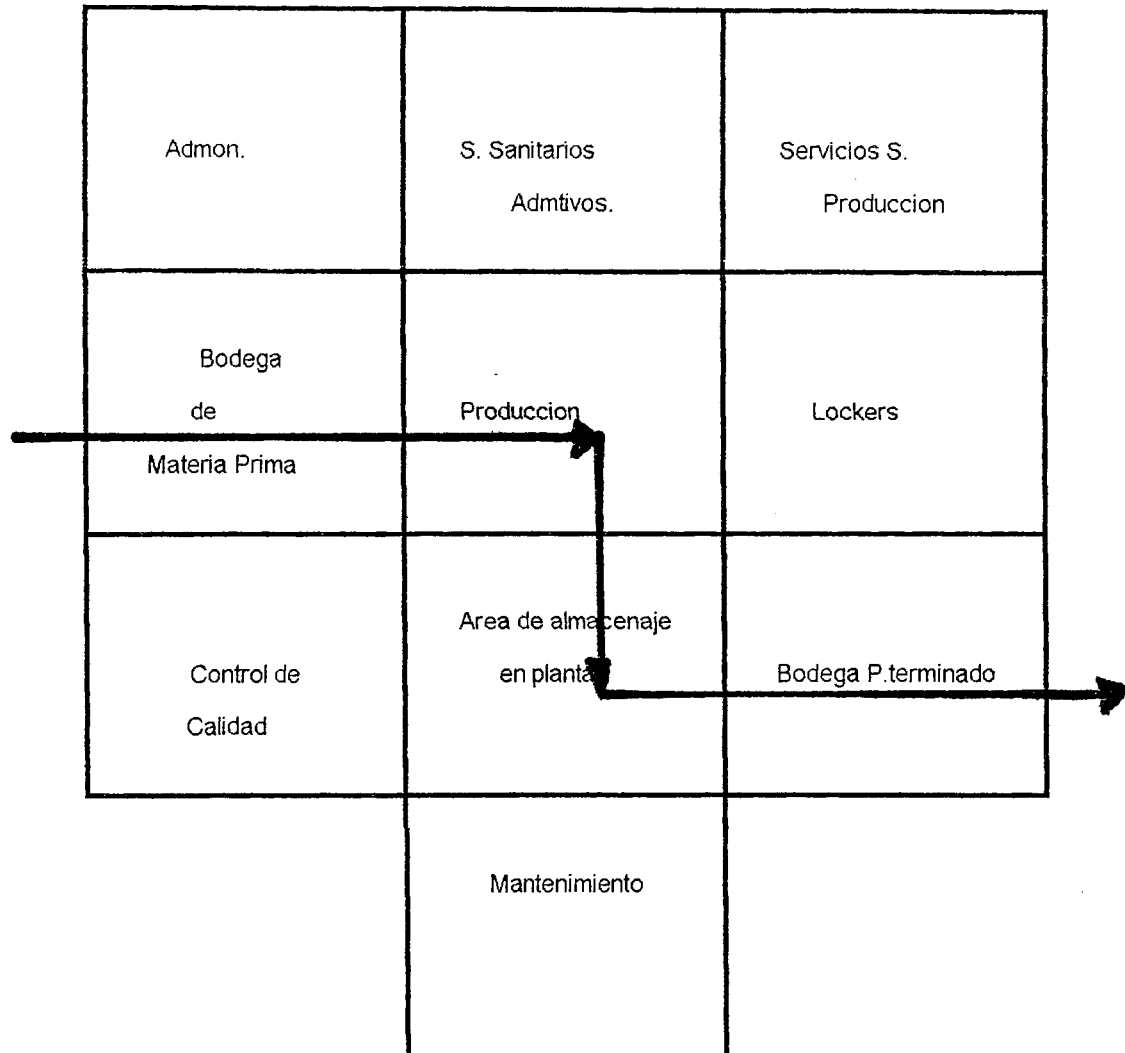 Admon.
S. Sanitarios
Admtivos.
Servicios S.
Produccion
Bodega
de
Materia Prima
Produccion
Lockers
Control de
Calidad
Area de almacenaje
en planta
Bodega P.terminado
Mantenimiento